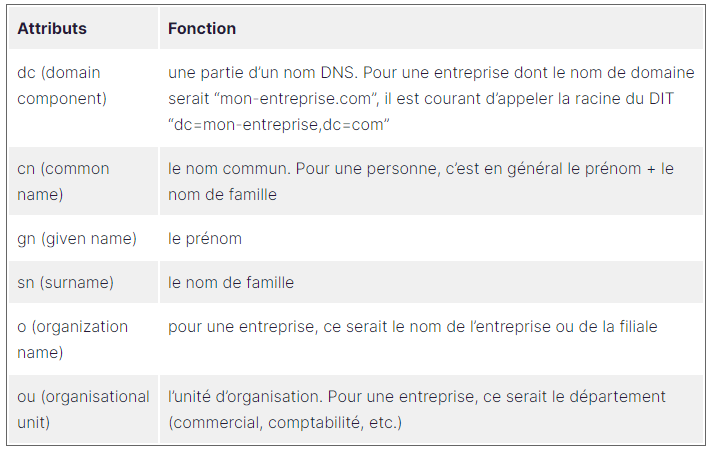 Attributs Fonction
dc (domain component) une partie d’un nom DNS. Pour une entreprise dont le nom de domaine
serait “mon-entreprise.com”, il est courant d’appeler la racine du DIT
“dc=mon-entreprise,dc=com”
cn (common name) le nom commun. Pour une personne, c’est en général le prénom + le
nom de famille
gn (given name) le prénom
sn (surname) le nom de famille
o (organization name) pour une entreprise, ce serait le nom de l’entreprise ou de la filiale
ou (organisational unit) l’unité d’organisation. Pour une entreprise, ce serait le département
(commercial, comptabilité, etc.)